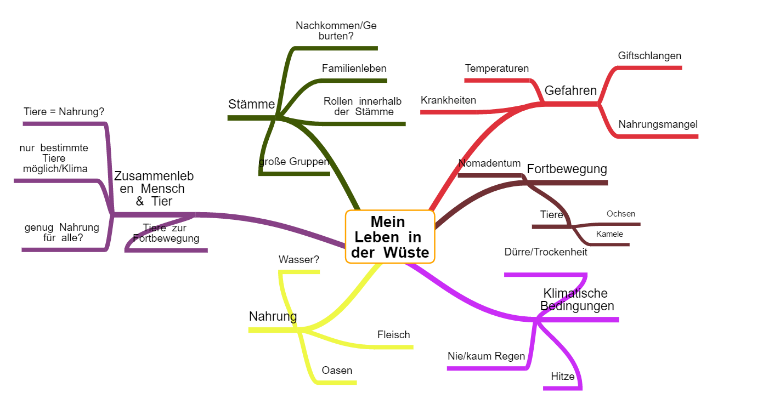 Mein
Leben in
der Wüste
Stämme
Nachkommen/Ge
burten?
Familienleben
Rollen innerhalb
der Stämme
große Gruppen
Gefahren
Temperaturen
Krankheiten
Giftschlangen
Nahrungsmangel
Fortbewegung
Nomadentum
Tiere
Ochsen
Kamele
Klimatische
Bedingungen
Dürre/Trockenheit
Nie/kaum Regen
Hitze
Nahrung
Wasser?
Fleisch
Oasen
Zusammenleb
en Mensch
& Tier
Tiere = Nahrung?
nur bestimmte
Tiere
möglich/Klima
genug Nahrung
für alle?
Tiere zur
Fortbewegung